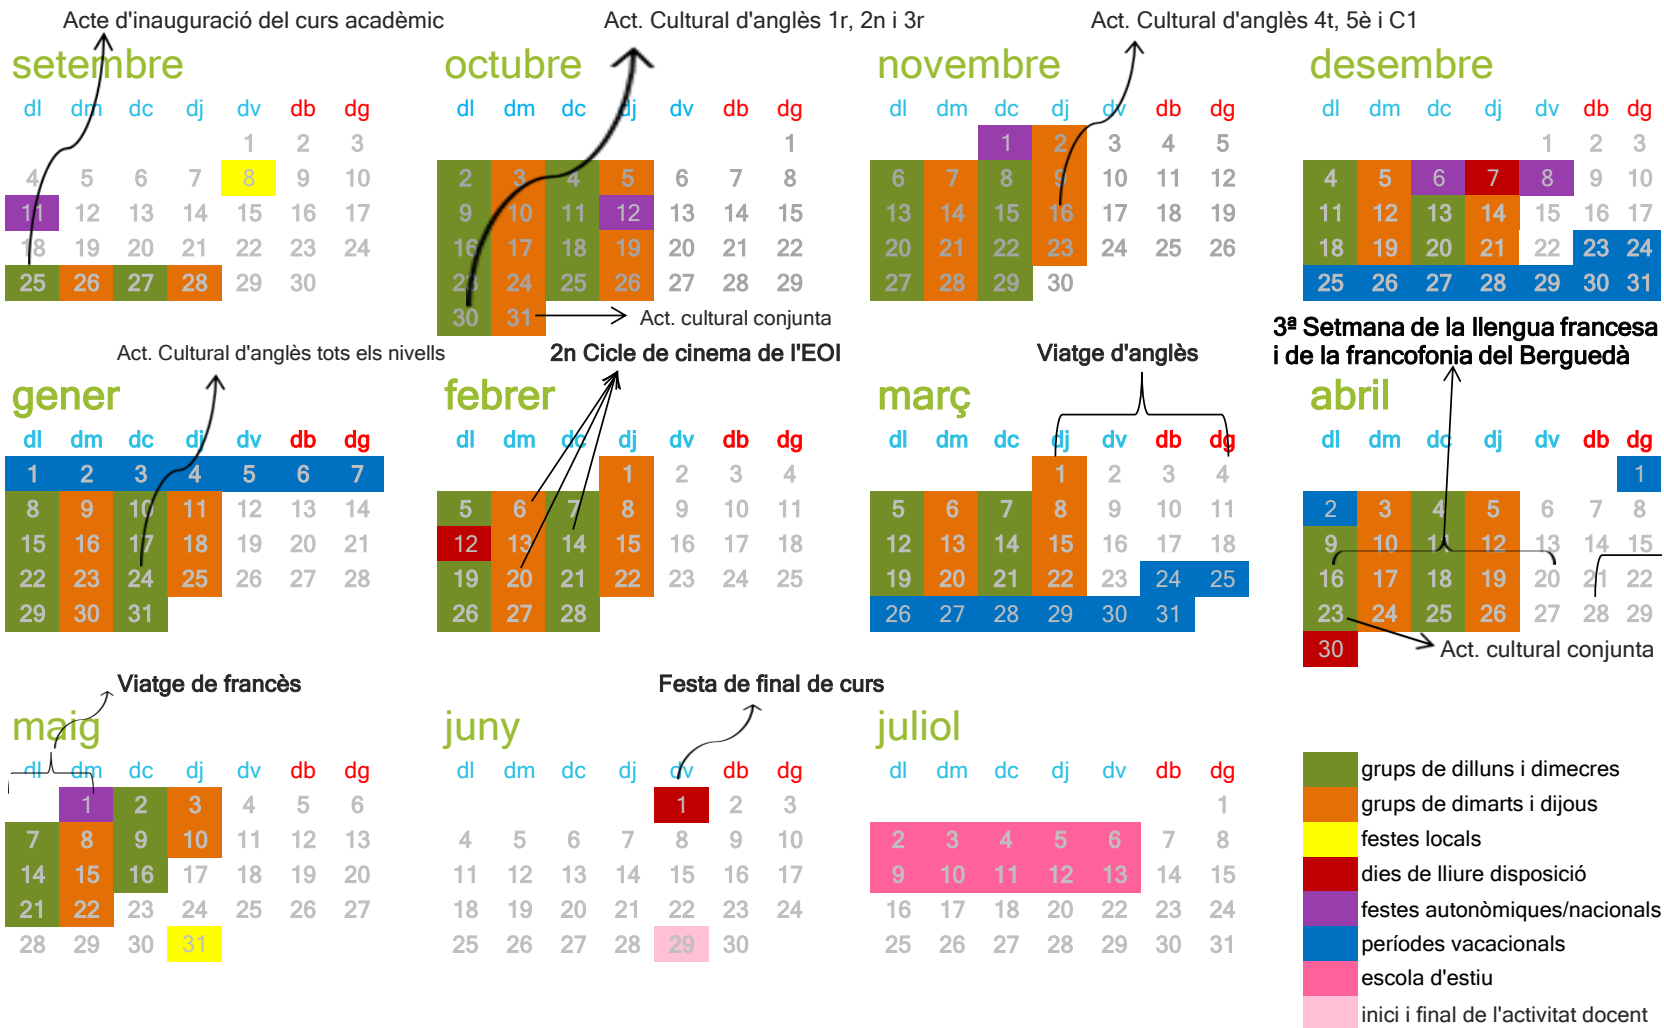 Acte d'inauguració del curs acadèmic
Act. Cultural d'anglès 1r, 2n i 3r
Act. Cultural d'anglès 4t, 5è i C1
setembre
dl dm dc dj dv db dg
1 2 3
4 5 6 7 8 9 10
11 12 13 14 15 16 17
18 19 20 21 22 23 24
25 26 27 28 29 30
octubre
dl dm dc dj dv db dg
1
2 3 4 5 6 7 8
9 10 11 12 13 14 15
16 17 18 19 20 21 22
23 24 25 26 27 28 29
30 31
Act. cultural conjunta
novembre
dl dm dc dj dv db dg
1 2 3 4 5
6 7 8 9 10 11 12
13 14 15 16 17 18 19
20 21 22 23 24 25 26
27 28 29 30
desembre
dl dm dc dj dv db dg
1 2 3
4 5 6 7 8 9 10
11 12 13 14 15 16 17
18 19 20 21 22 23 24
25 26 27 28 29 30 31
Act. Cultural d'anglès tots els nivells
2n Cicle de cinema de l'EOI
Viatge d'anglès
3ª Setmana de la llengua francesa
i de la francofonia del Berguedà
gener
dl dm dc dj dv db dg
1 2 3 4 5 6 7
8 9 10 11 12 13 14
15 16 17 18 19 20 21
22 23 24 25 26 27 28
29 30 31
febrer
dl dm dc dj dv db dg
1 2 3 4
5 6 7 8 9 10 11
12 13 14 15 16 17 18
19 20 21 22 23 24 25
26 27 28
març
dl dm dc dj dv db dg
1 2 3 4
5 6 7 8 9 10 11
12 13 14 15 16 17 18
19 20 21 22 23 24 25
26 27 28 29 30 31
abril
dl dm dc dj dv db dg
1
2 3 4 5 6 7 8
9 10 11 12 13 14 15
16 17 18 19 20 21 22
23 24 25 26 27 28 29
30
Act. cultural conjunta
Viatge de francès
Festa de final de curs
maig
dl dm dc dj dv db dg
1 2 3 4 5 6
7 8 9 10 11 12 13
14 15 16 17 18 19 20
21 22 23 24 25 26 27
28 29 30 31
juny
dl dm dc dj dv db dg
1 2 3
4 5 6 7 8 9 10
11 12 13 14 15 16 17
18 19 20 21 22 23 24
25 26 27 28 29 30
juliol
dl dm dc dj dv db dg
1
2 3 4 5 6 7 8
9 10 11 12 13 14 15
16 17 18 20 22 23 24
25 26 27 28 29 30 31
grups de dilluns i dimecres
grups de dimarts i dijous
festes locals
dies de lliure disposició
festes autonòmiques/nacionals
períodes vacacionals
escola d'estiu
inici i final de l'activitat docent